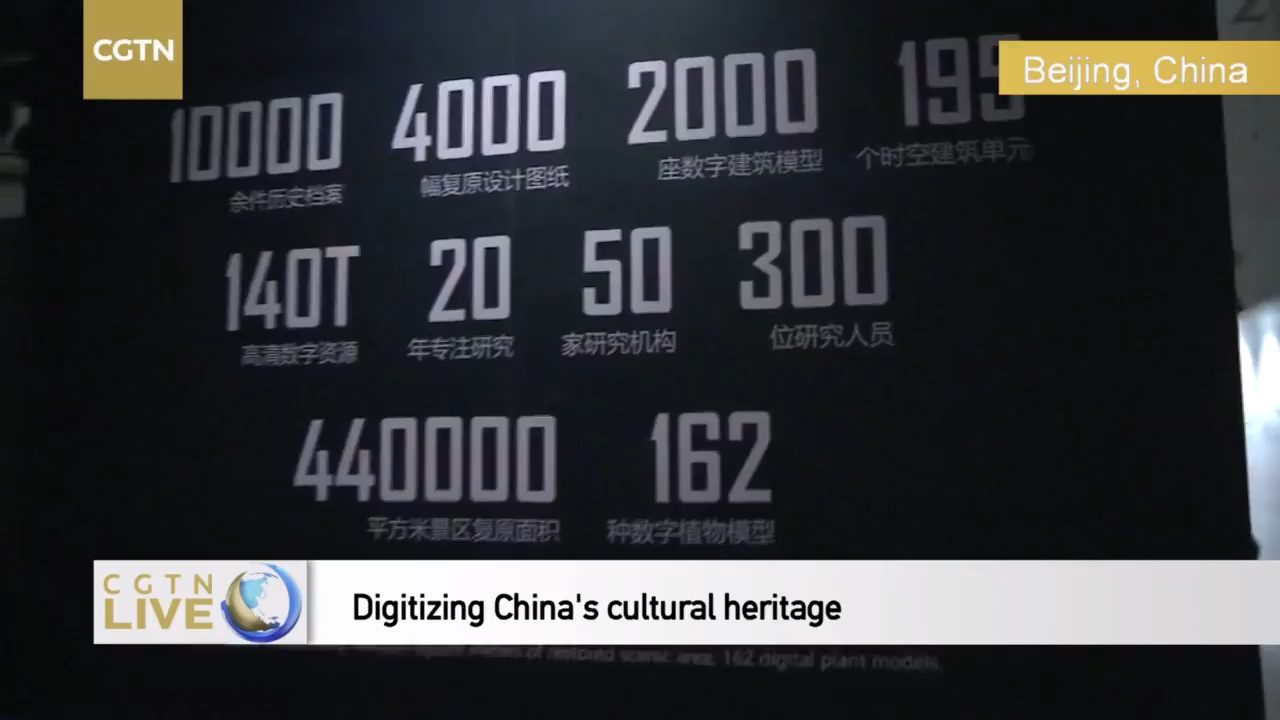 CGTN
Beijing, China
10000 4000 2000 195
余件历史档案 幅复原设计图纸 座数字建筑模型 个时空建筑单元
140T 20 50 300
高清数字资源 年专注研究 家研究机构 位研究人员
440000 162
平方米景区复原面积 种数字植物模型
CGTN
LIVE
Digitizing China's cultural heritage
of restored scenic area, 162 digital plant models.